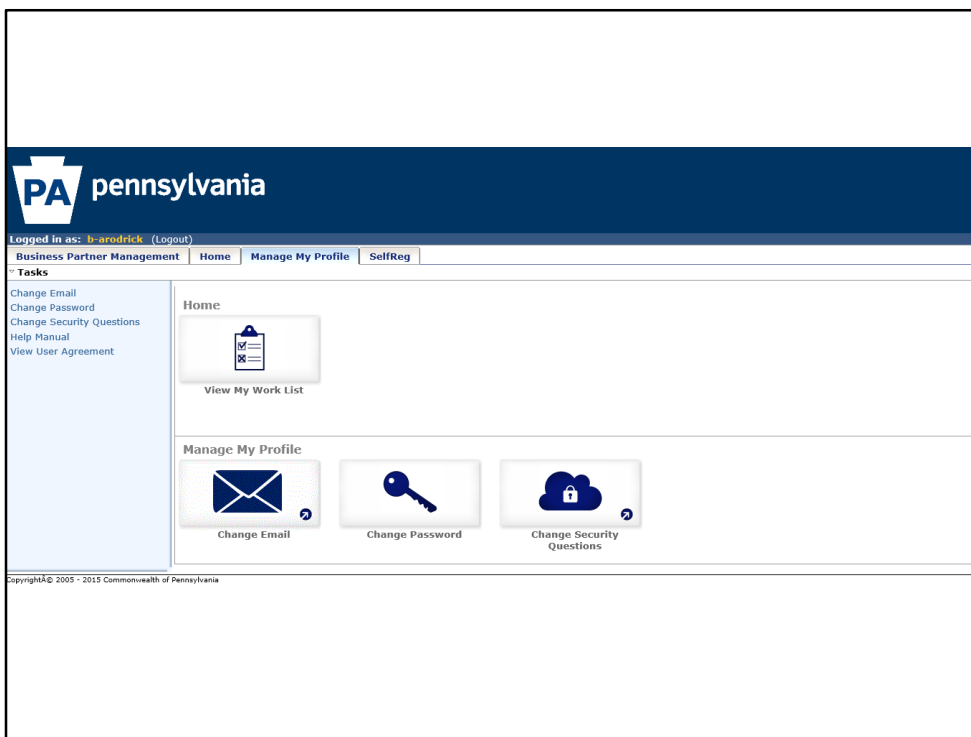 PA pennsylvania
Logged in as: b-arodrick (Logout)
Business Partner Management Home Manage My Profile SelfReg
Tasks
Change Email
Change Password
Change Security Questions
Help Manual
View User Agreement
Home
View My Work List
Manage My Profile
Change Email
Change Password
Change Security
Questions
CopyrightÂ© 2005 - 2015 Commonwealth of Pennsylvania